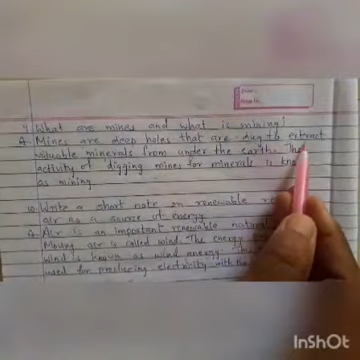 9. What are mines and what is mining?
A. Mines are deep holes that are dug to extract
valuable minerals from under the earth. The
activity of digging mines for minerals is
as mining.
10. Write a short note on renewable
air as a source of energy.
A. Air is an important renewable natural
Moving air is called wind. The energy
wind is known as wind energy.
used for producing electricity with the
InShOt